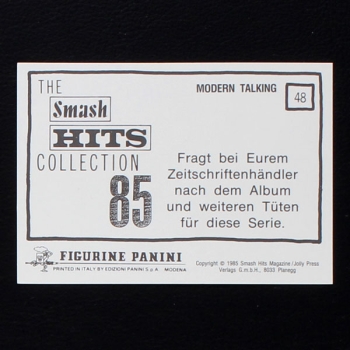 THE
Smash
HITS
COLLECTION
85
MODERN TALKING
48
Fragt bei Eurem
Zeitschriftenhändler
nach dem Album
und weiteren Tüten
für diese Serie.
FIGURINE PANINI
PRINTED IN ITALY BY EDIZIONI PANINI S.p.A. MODENA
Copyright © 1985 Smash Hits Magazine/Jolly Press
Verlags G.m.b.H., 8033 Planegg